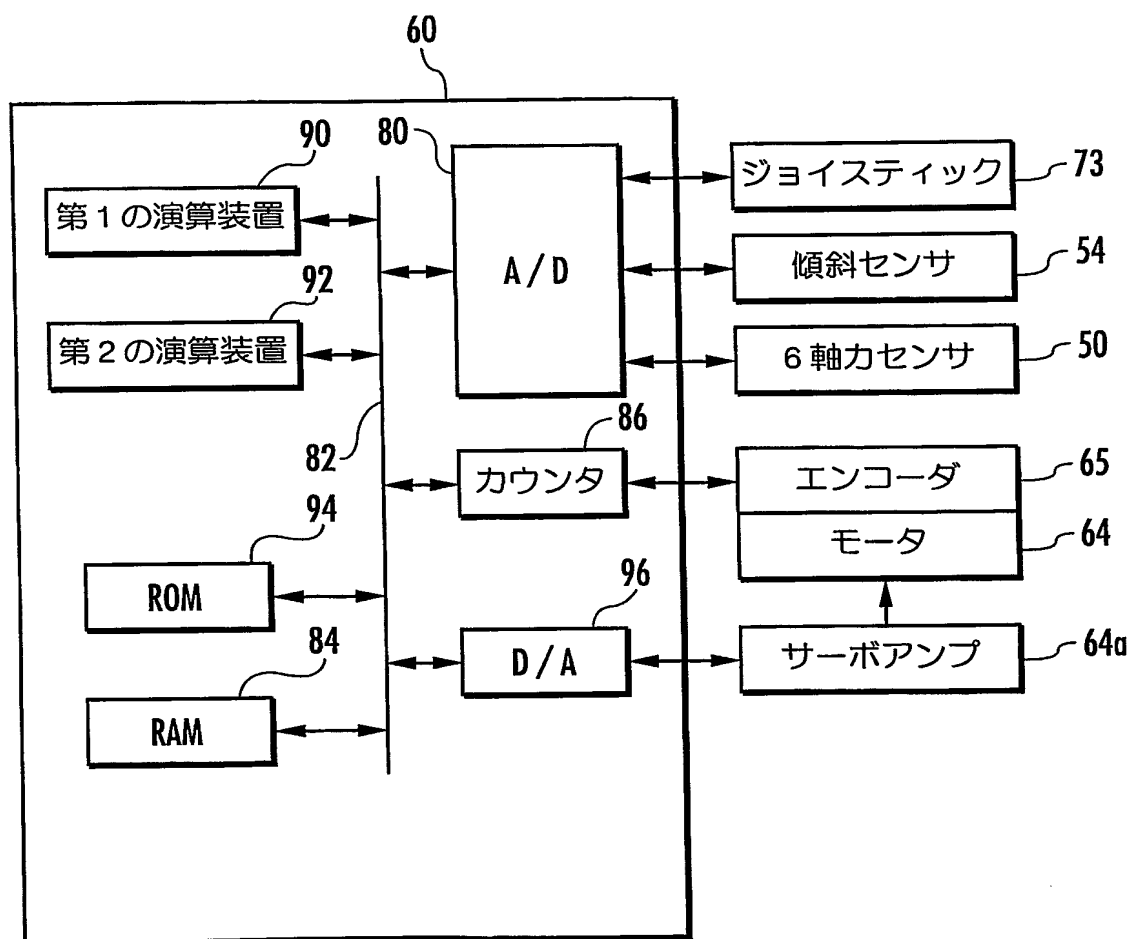 60
90
80
第1の演算装置
ジョイスティック
73
A/D
傾斜センサ
54
92
第2の演算装置
6軸力センサ
50
82
86
カウンタ
エンコーダ
65
モータ
64
94
ROM
96
D/A
サーボアンプ
64a
84
RAM